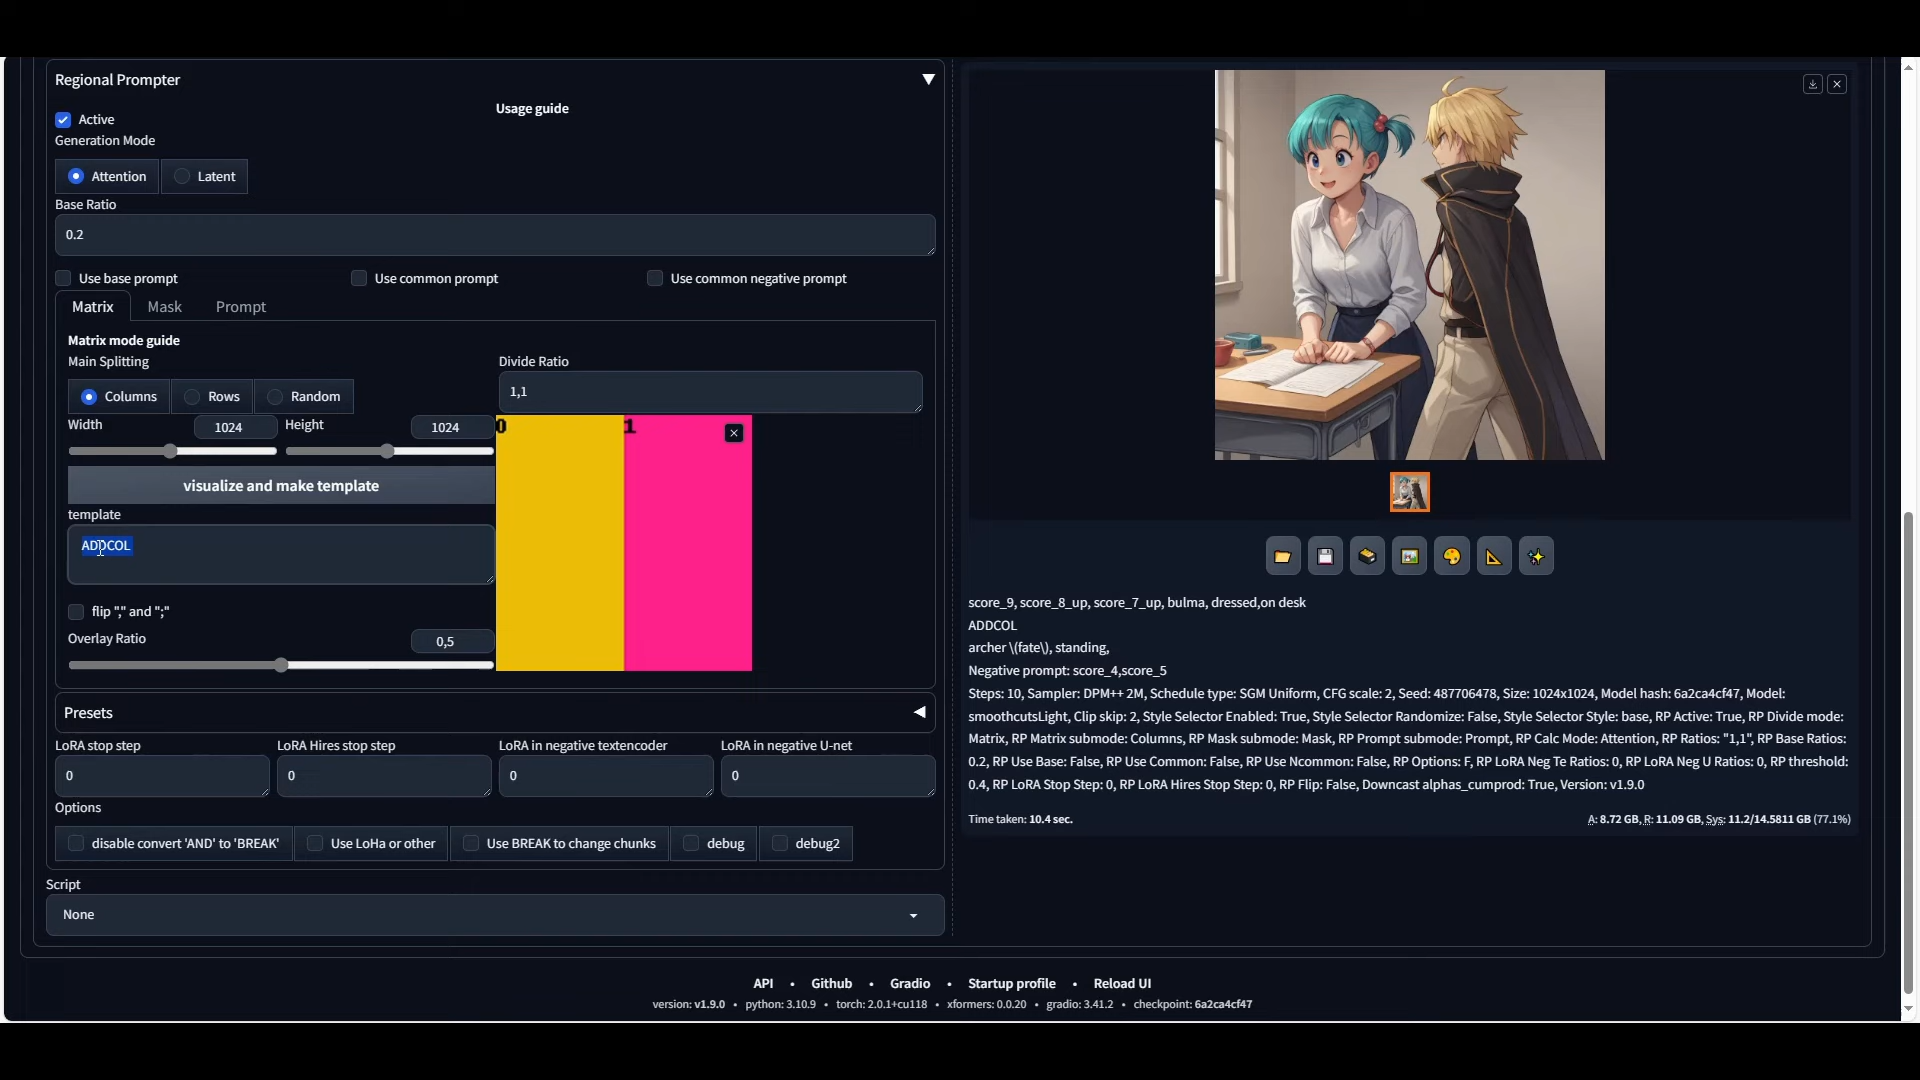 Regional Prompter
Usage guide
Active
Generation Mode
Attention
Latent
Base Ratio
0.2
Use base prompt
Use common prompt
Use common negative prompt
Matrix
Mask
Prompt
Matrix mode guide
Main Splitting
Columns
Rows
Random
Divide Ratio
1,1
Width
1024
Height
1024
0
1
visualize and make template
template
ADDCOL
flip "," and ";"
Overlay Ratio
0,5
Presets
LoRA stop step
LoRA Hires stop step
LoRA in negative textencoder
LoRA in negative U-net
0
0
0
0
Options
disable convert 'AND' to 'BREAK'
Use LoHa or other
Use BREAK to change chunks
debug
debug2
Script
None
score_9, score_8_up, score_7_up, bulma, dressed,on desk
ADDCOL
archer \(fate\), standing,
Negative prompt: score_4,score_5
Steps: 10, Sampler: DPM++ 2M, Schedule type: SGM Uniform, CFG scale: 2, Seed: 487706478, Size: 1024x1024, Model hash: 6a2ca4cf47, Model:
smoothcutsLight, Clip skip: 2, Style Selector Enabled: True, Style Selector Randomize: False, Style Selector Style: base, RP Active: True, RP Divide mode:
Matrix, RP Matrix submode: Columns, RP Mask submode: Mask, RP Prompt submode: Prompt, RP Calc Mode: Attention, RP Ratios: "1,1", RP Base Ratios:
0.2, RP Use Base: False, RP Use Common: False, RP Use Ncommon: False, RP Options: F, RP LoRA Neg Te Ratios: 0, RP LoRA Neg U Ratios: 0, RP threshold:
0.4, RP LoRA Stop Step: 0, RP LoRA Hires Stop Step: 0, RP Flip: False, Downcast alphas_cumprod: True, Version: v1.9.0
Time taken: 10.4 sec.
A: 8.72 GB, R: 11.09 GB, Sys: 11.2/14.5811 GB (77.1%)
API • Github • Gradio • Startup profile • Reload UI
version: v1.9.0 • python: 3.10.9 • torch: 2.0.1+cu118 • xformers: 0.0.20 • gradio: 3.41.2 • checkpoint: 6a2ca4cf47